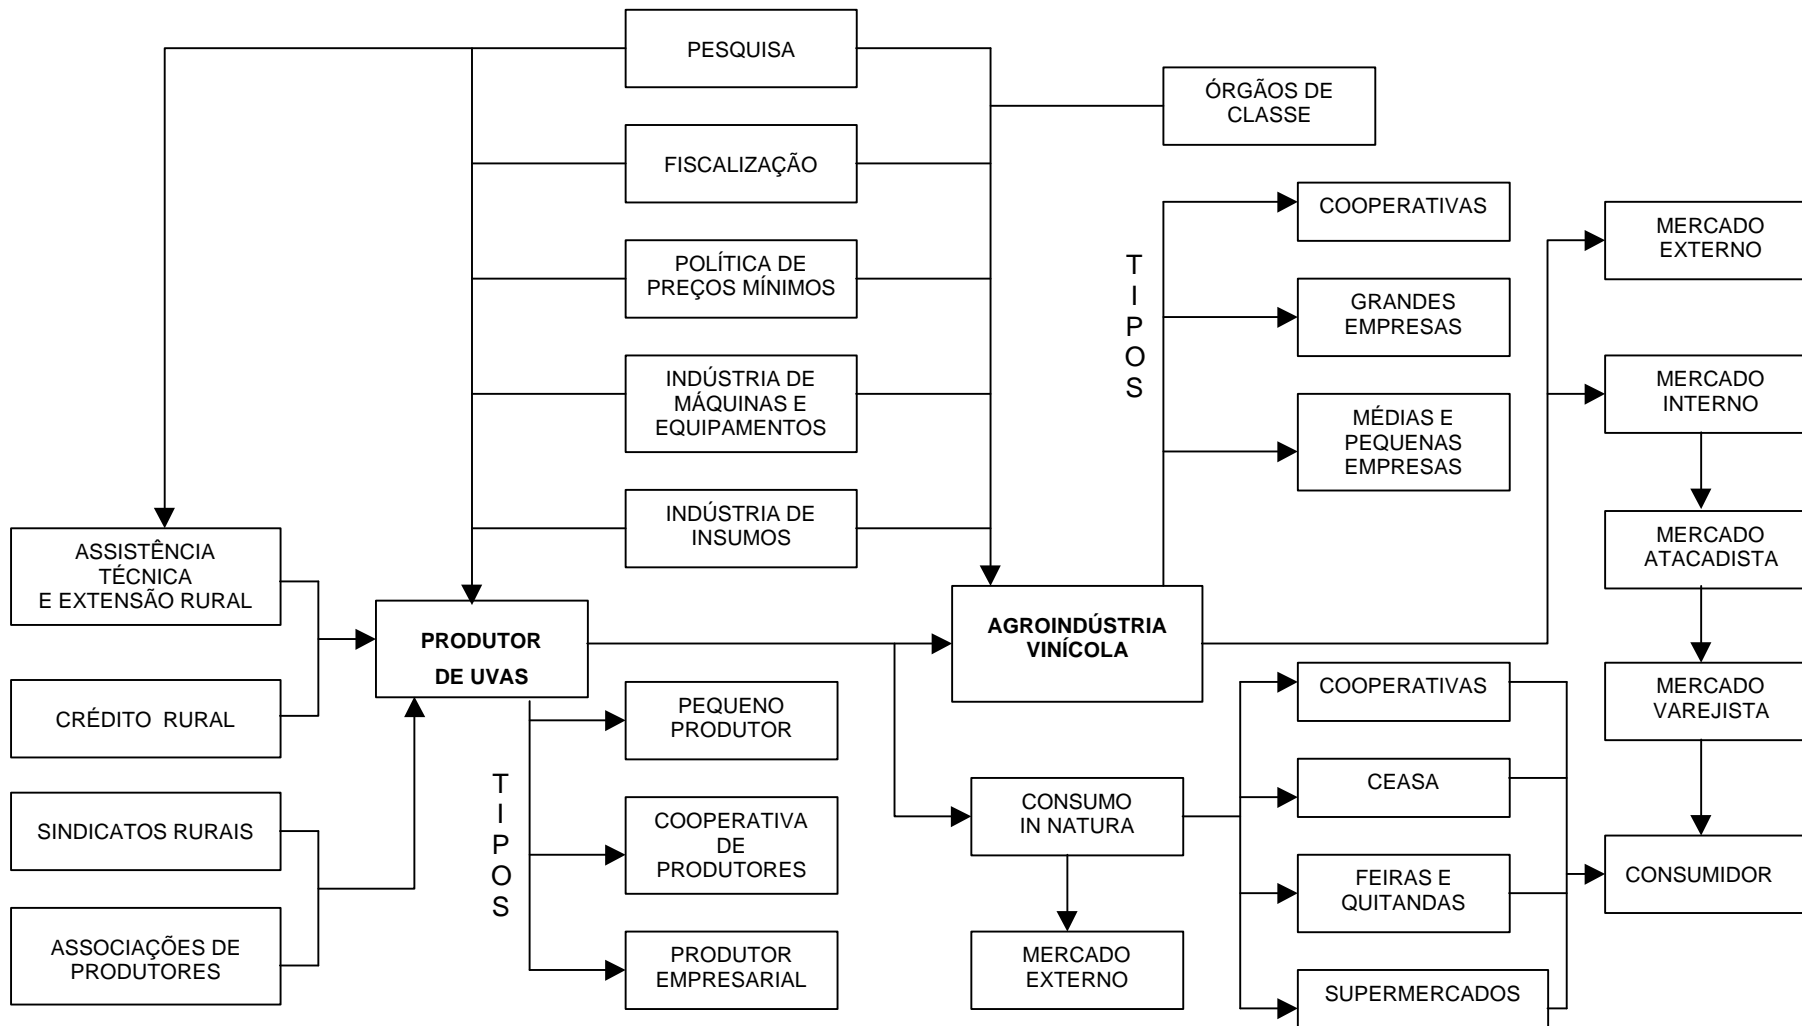 PESQUISA
ÓRGÃOS DE
CLASSE
FISCALIZAÇÃO
COOPERATIVAS
MERCADO
EXTERNO
POLÍTICA DE
PREÇOS MÍNIMOS
T
I
P
O
S
GRANDES
EMPRESAS
INDÚSTRIA DE
MÁQUINAS E
EQUIPAMENTOS
MÉDIAS E
PEQUENAS
EMPRESAS
MERCADO
INTERNO
INDÚSTRIA DE
INSUMOS
MERCADO
ATACADISTA
ASSISTÊNCIA
TÉCNICA
E EXTENSÃO RURAL
PRODUTOR
DE UVAS
AGROINDÚSTRIA
VINÍCOLA
CRÉDITO RURAL
PEQUENO
PRODUTOR
COOPERATIVAS
MERCADO
VAREJISTA
SINDICATOS RURAIS
T
I
P
O
S
COOPERATIVA
DE
PRODUTORES
CONSUMO
IN NATURA
CEASA
FEIRAS E
QUITANDAS
CONSUMIDOR
ASSOCIAÇÕES DE
PRODUTORES
PRODUTOR
EMPRESARIAL
MERCADO
EXTERNO
SUPERMERCADOS